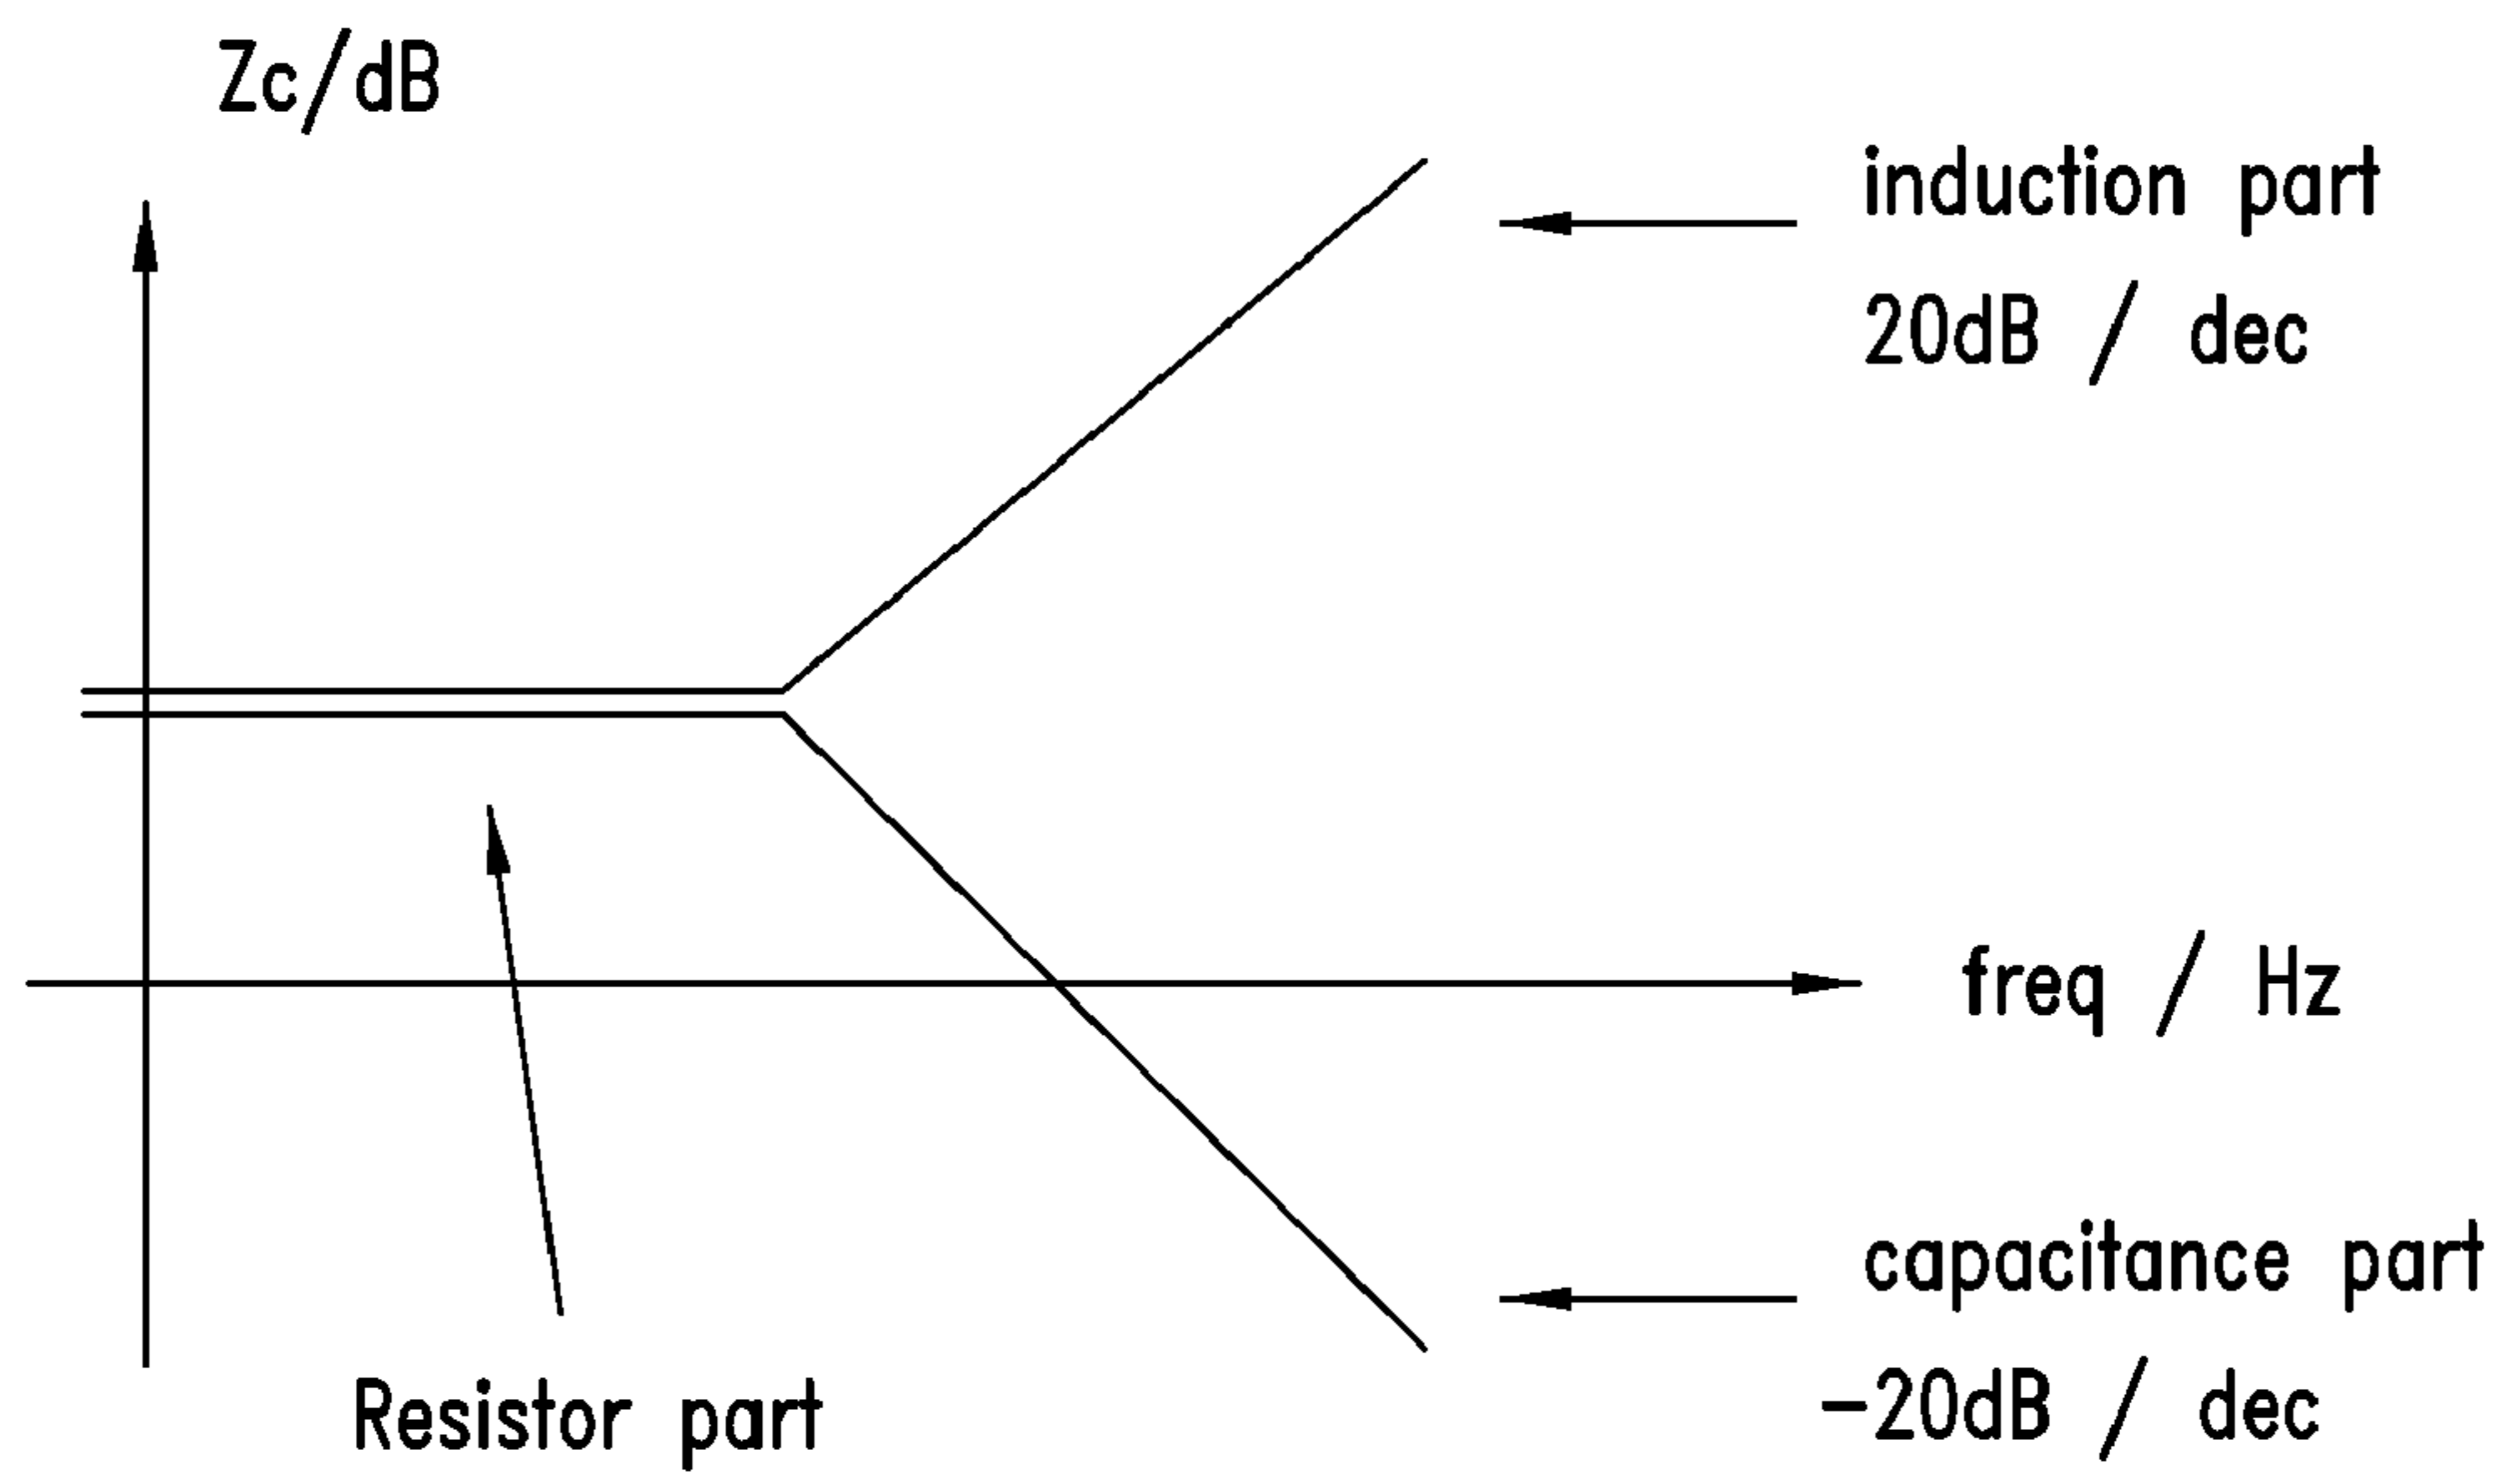 Zc/dB
induction part
20dB / dec
freq / Hz
capacitance part
-20dB / dec
Resistor part